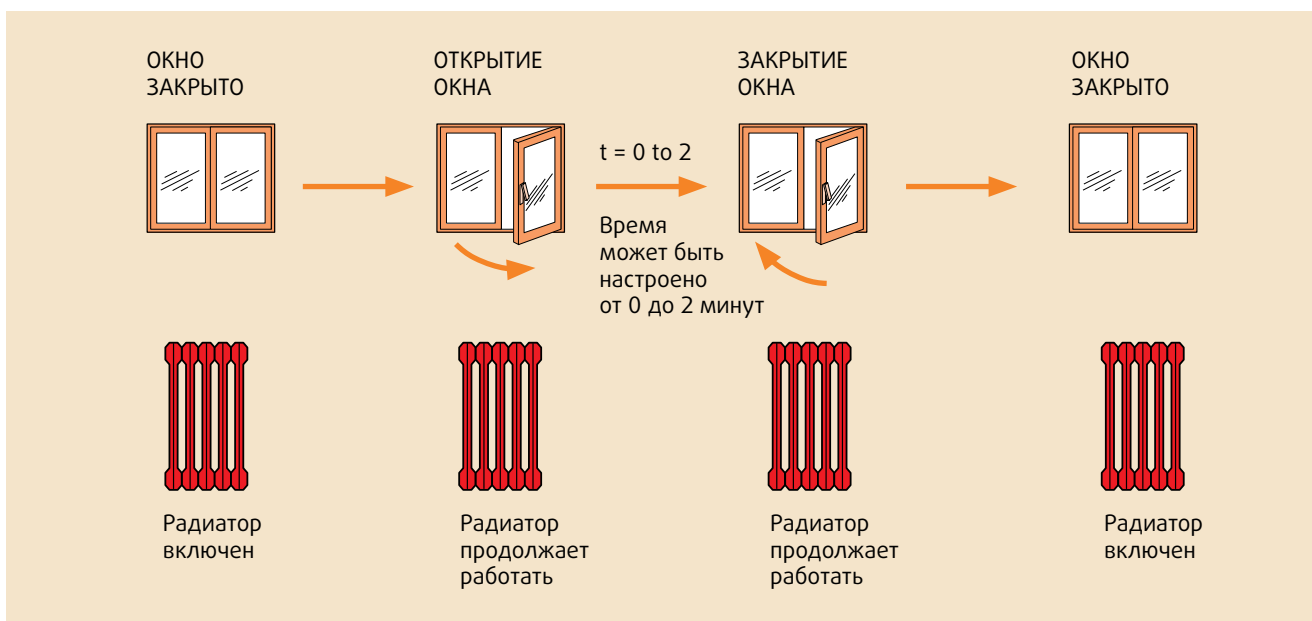 ОКНО
ЗАКРЫТО
ОТКРЫТИЕ
ОКНА
ЗАКРЫТИЕ
ОКНА
ОКНО
ЗАКРЫТО
t = 0 to 2
Время
может быть
настроено
от 0 до 2 минут
Радиатор
включен
Радиатор
продолжает
работать
Радиатор
продолжает
работать
Радиатор
включен